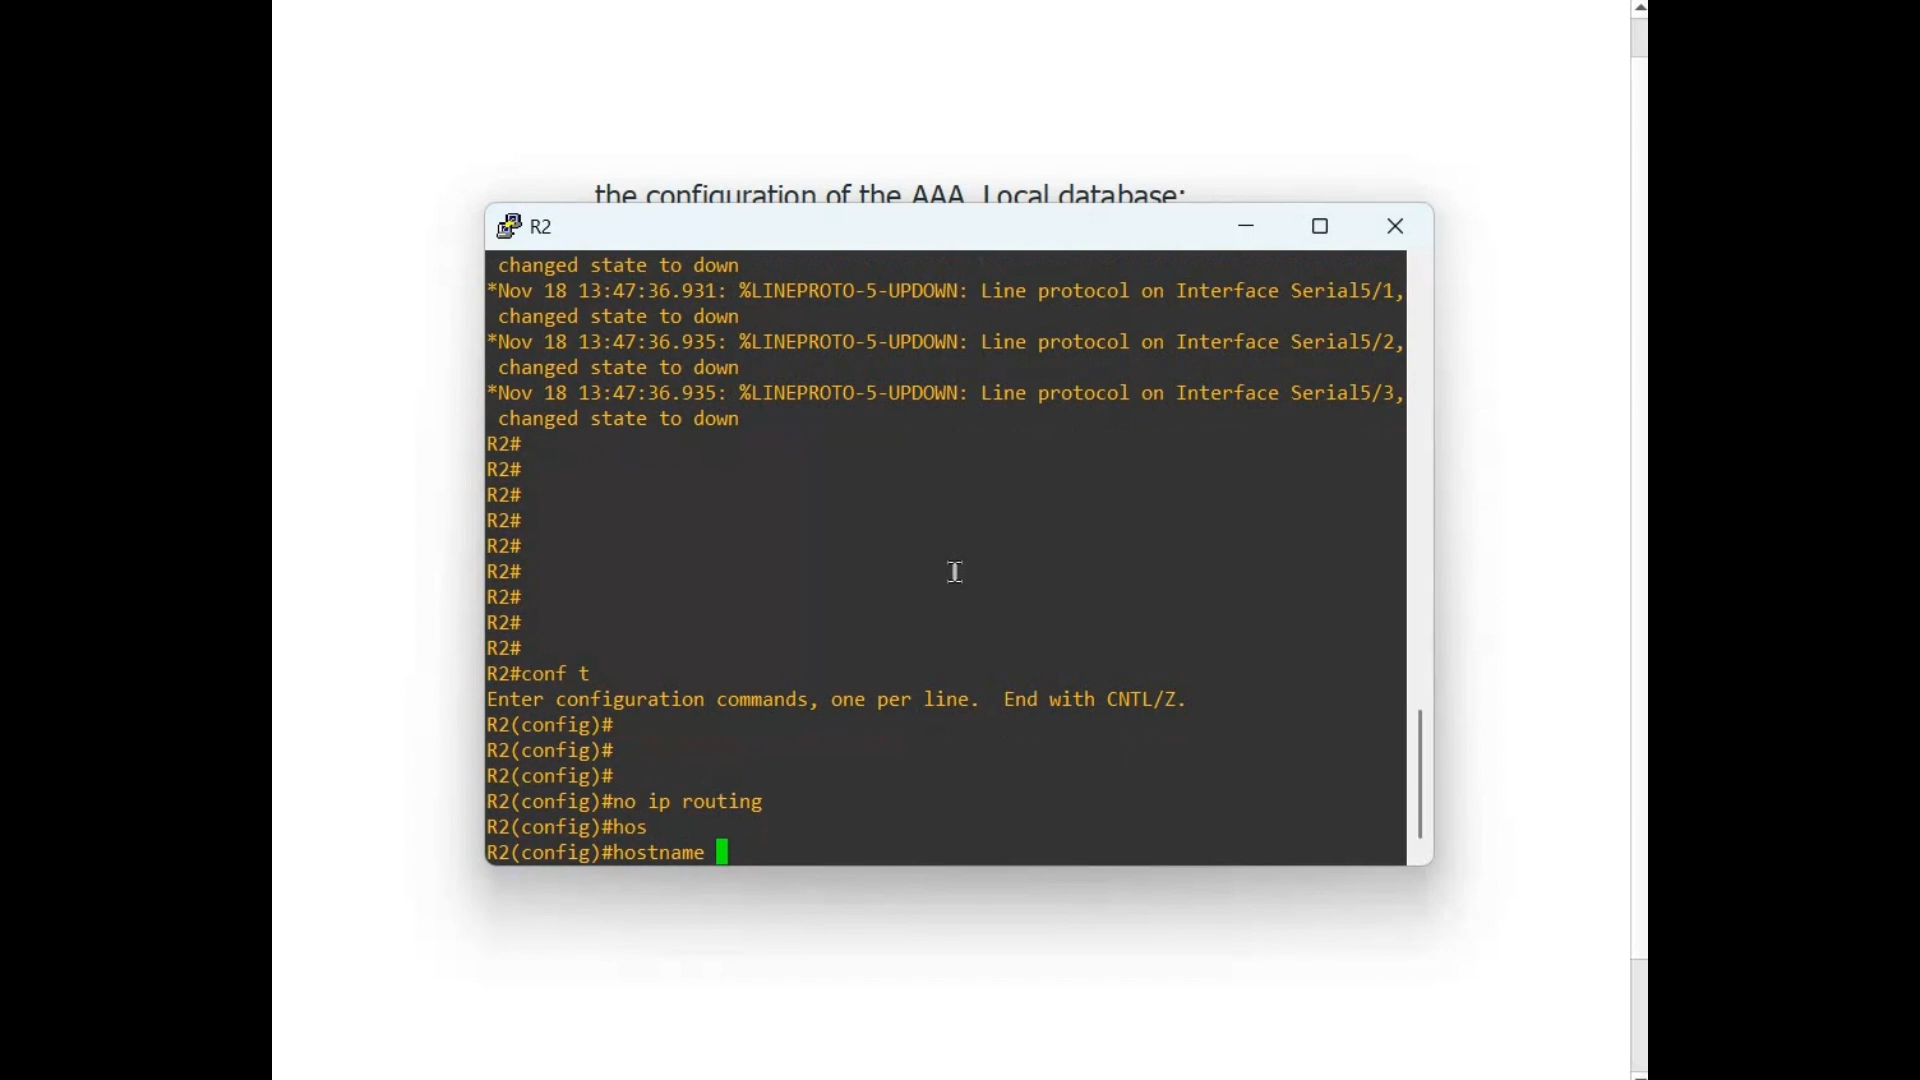 the configuration of the AAA Local database:
R2
changed state to down
*Nov 18 13:47:36.931: %LINEPROTO-5-UPDOWN: Line protocol on Interface Serial5/1,
changed state to down
*Nov 18 13:47:36.935: %LINEPROTO-5-UPDOWN: Line protocol on Interface Serial5/2,
changed state to down
*Nov 18 13:47:36.935: %LINEPROTO-5-UPDOWN: Line protocol on Interface Serial5/3,
changed state to down
R2#
R2#
R2#
R2#
R2#
R2#
R2#
R2#
R2#
R2#conf t
Enter configuration commands, one per line.  End with CNTL/Z.
R2(config)#
R2(config)#
R2(config)#
R2(config)#no ip routing
R2(config)#hos
R2(config)#hostname